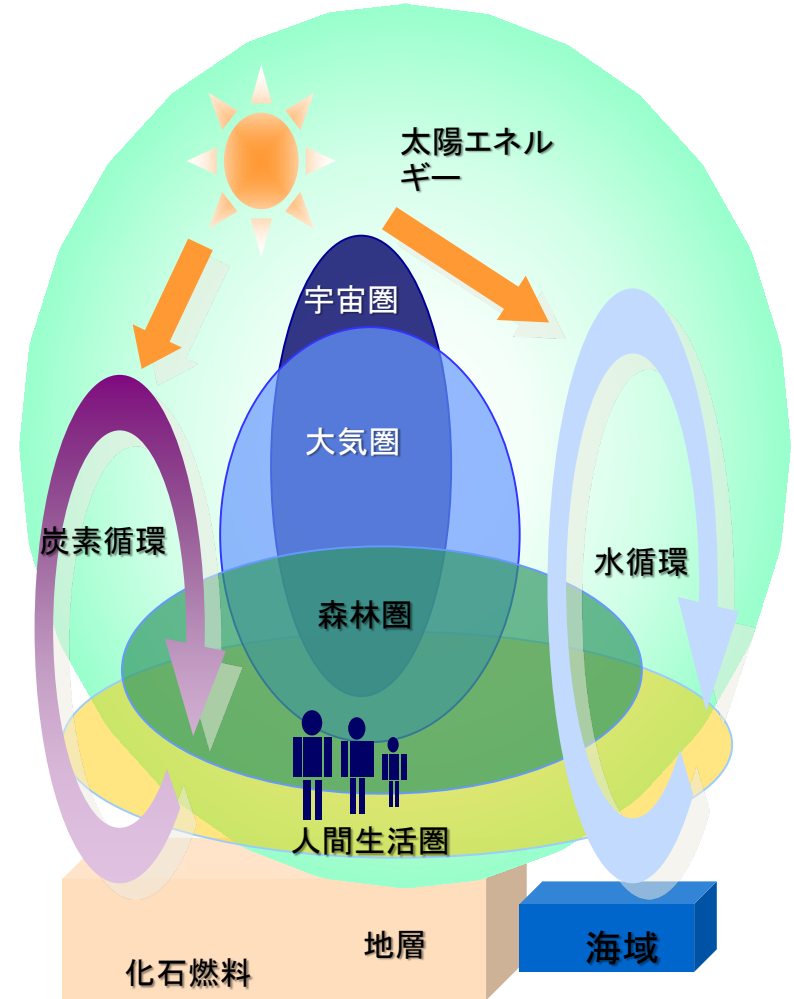 太陽エネル
ギー
宇宙圏
大気圏
炭素循環
水循環
森林圏
人間生活圏
地層
海域
化石燃料